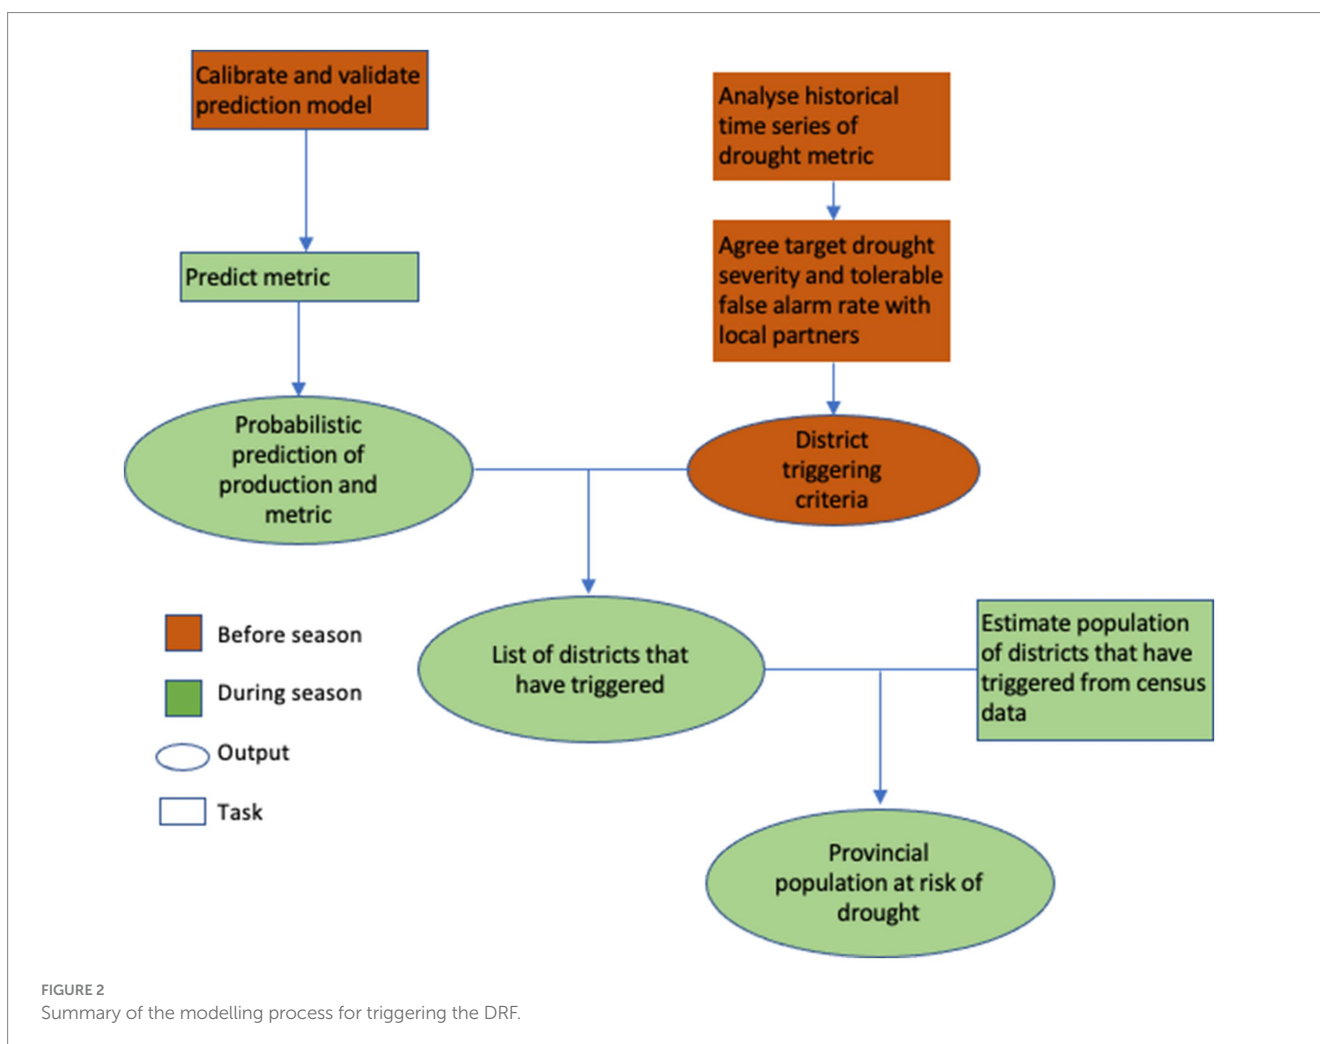 Calibrate and validate
prediction model
Analyse historical
time series of
drought metric
Predict metric
Agree target drought
severity and tolerable
false alarm rate with
local partners
Probabilistic
prediction of
production and
metric
District
triggering
criteria
List of districts that
have triggered
Estimate population
of districts that have
triggered from census
data
Before season
During season
Output
Task
Provincial
population at risk of
drought
FIGURE 2
Summary of the modelling process for triggering the DRF.